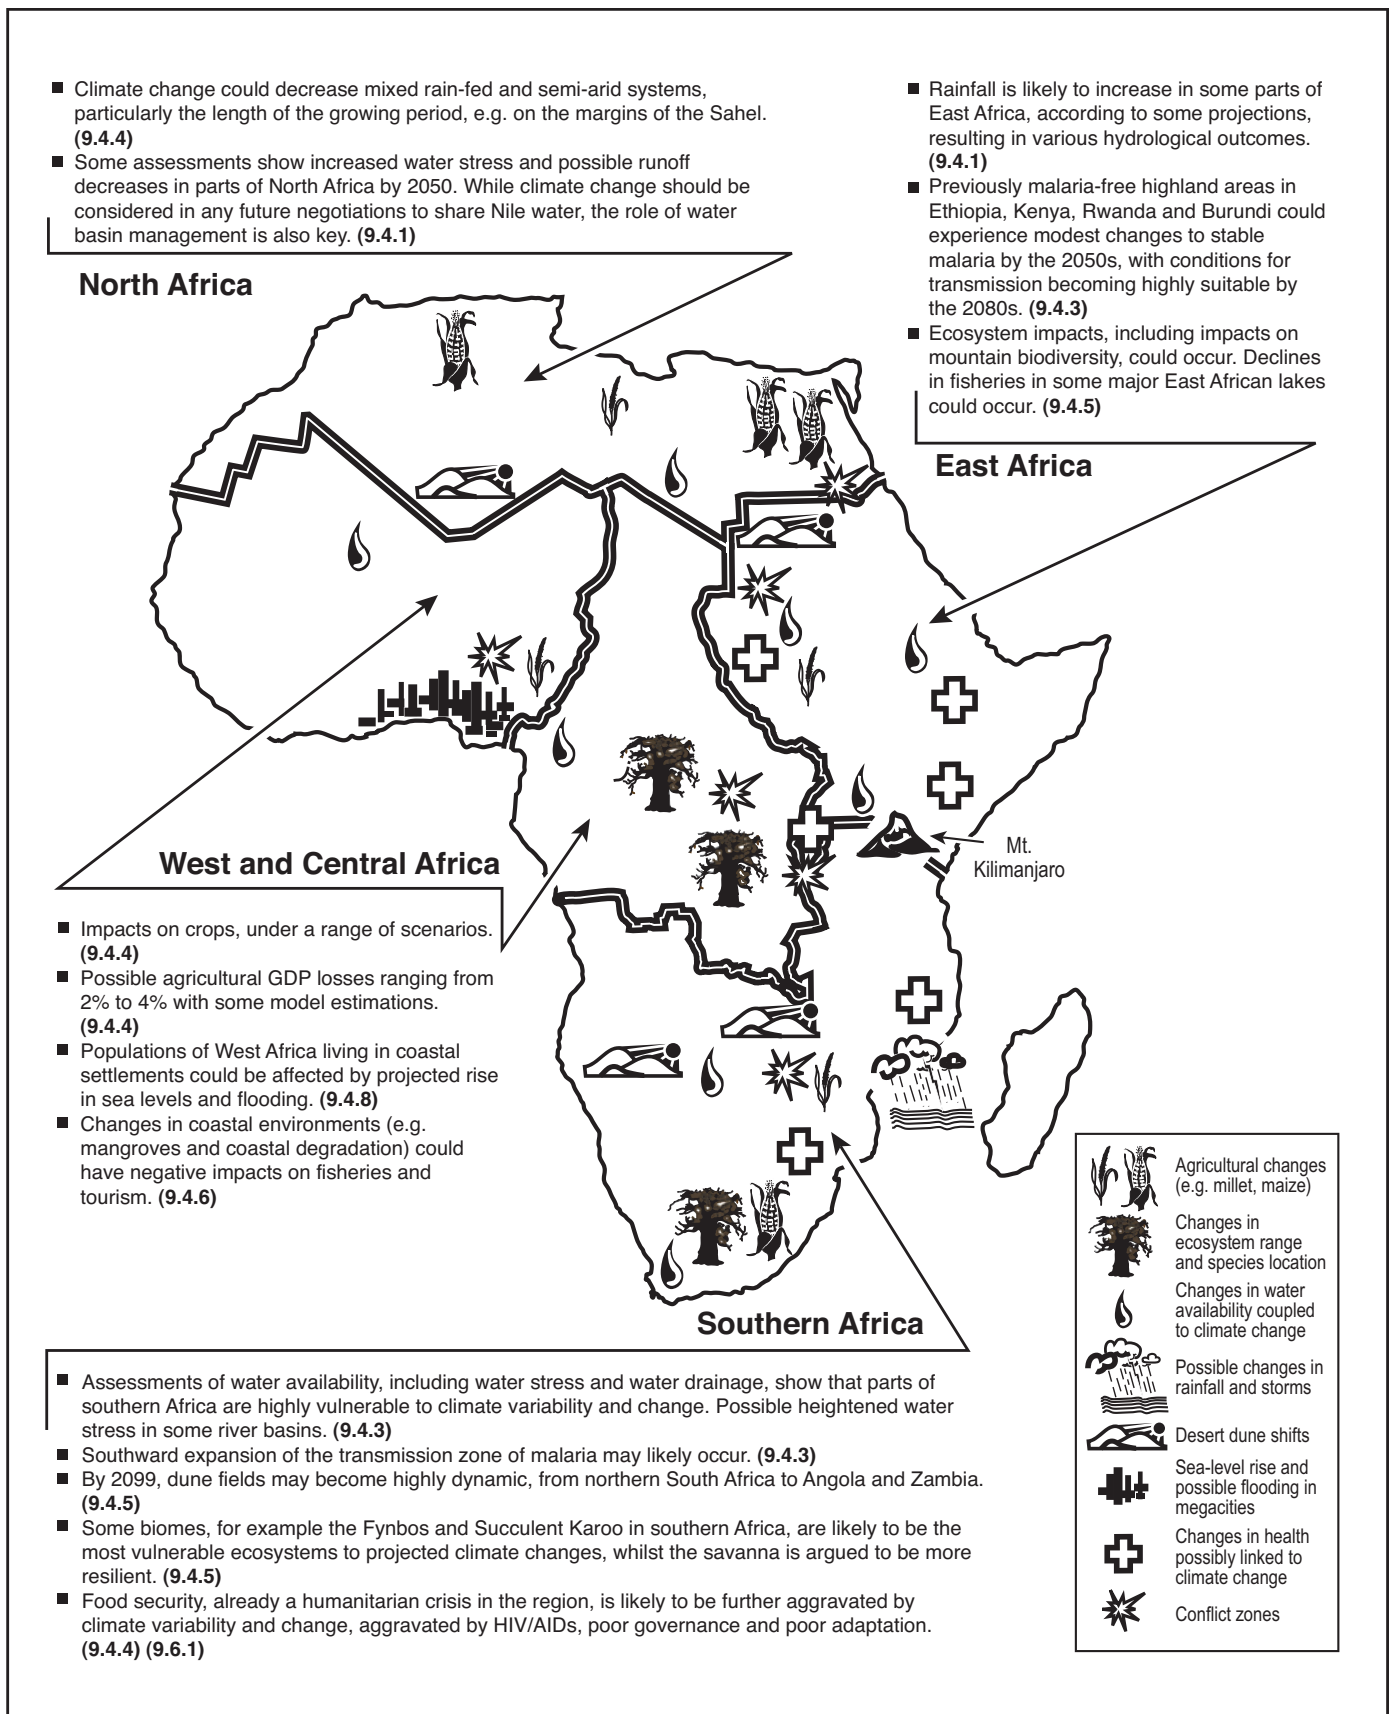 ■ Climate change could decrease mixed rain-fed and semi-arid systems,
particularly the length of the growing period, e.g. on the margins of the Sahel.
(9.4.4)
■ Some assessments show increased water stress and possible runoff
decreases in parts of North Africa by 2050. While climate change should be
considered in any future negotiations to share Nile water, the role of water
basin management is also key. (9.4.1)
North Africa
■ Rainfall is likely to increase in some parts of
East Africa, according to some projections,
resulting in various hydrological outcomes.
(9.4.1)
■ Previously malaria-free highland areas in
Ethiopia, Kenya, Rwanda and Burundi could
experience modest changes to stable
malaria by the 2050s, with conditions for
transmission becoming highly suitable by
the 2080s. (9.4.3)
■ Ecosystem impacts, including impacts on
mountain biodiversity, could occur. Declines
in fisheries in some major East African lakes
could occur. (9.4.5)
East Africa
Mt.
Kilimanjaro
West and Central Africa
■ Impacts on crops, under a range of scenarios.
(9.4.4)
■ Possible agricultural GDP losses ranging from
2% to 4% with some model estimations.
(9.4.4)
■ Populations of West Africa living in coastal
settlements could be affected by projected rise
in sea levels and flooding. (9.4.8)
■ Changes in coastal environments (e.g.
mangroves and coastal degradation) could
have negative impacts on fisheries and
tourism. (9.4.6)
Southern Africa
■ Assessments of water availability, including water stress and water drainage, show that parts of
southern Africa are highly vulnerable to climate variability and change. Possible heightened water
stress in some river basins. (9.4.3)
■ Southward expansion of the transmission zone of malaria may likely occur. (9.4.3)
■ By 2099, dune fields may become highly dynamic, from northern South Africa to Angola and Zambia.
(9.4.5)
■ Some biomes, for example the Fynbos and Succulent Karoo in southern Africa, are likely to be the
most vulnerable ecosystems to projected climate changes, whilst the savanna is argued to be more
resilient. (9.4.5)
■ Food security, already a humanitarian crisis in the region, is likely to be further aggravated by
climate variability and change, aggravated by HIV/AIDs, poor governance and poor adaptation.
(9.4.4) (9.6.1)
Agricultural changes
(e.g. millet, maize)
Changes in
ecosystem range
and species location
Changes in water
availability coupled
to climate change
Possible changes in
rainfall and storms
Desert dune shifts
Sea-level rise and
possible flooding in
megacities
Changes in health
possibly linked to
climate change
Conflict zones